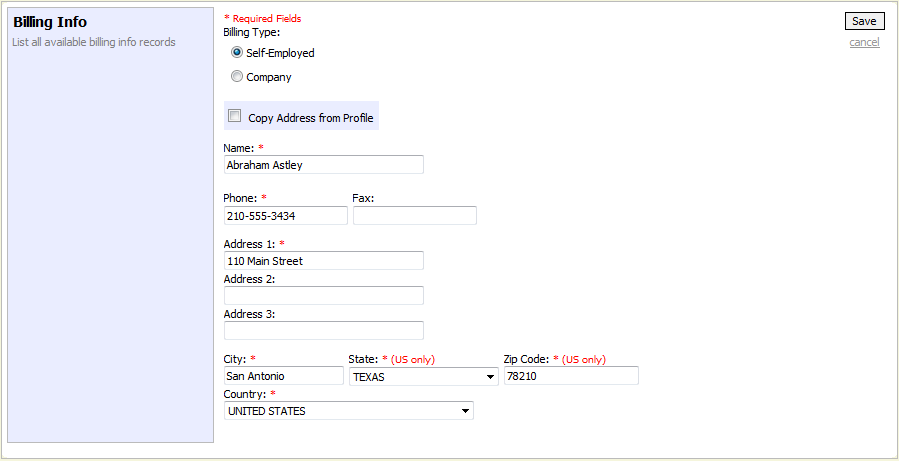 Billing Info
List all available billing info records
* Required Fields
Save
cancel
Billing Type:
Self-Employed
Company
Copy Address from Profile
Name: *
Abraham Astley
Phone: * Fax:
210-555-3434
Address 1: *
110 Main Street
Address 2:
Address 3:
City: * State: * (US only) Zip Code: * (US only)
San Antonio TEXAS 78210
Country: *
UNITED STATES